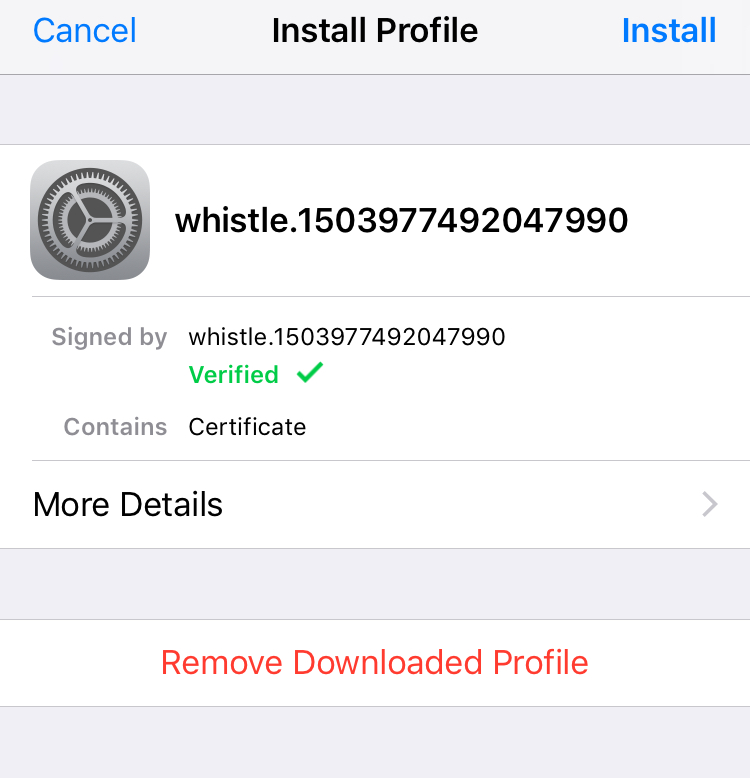 Cancel Install Profile Install
whistle.1503977492047990
Signed by whistle.1503977492047990
Verified ✓
Contains Certificate
More Details
Remove Downloaded Profile